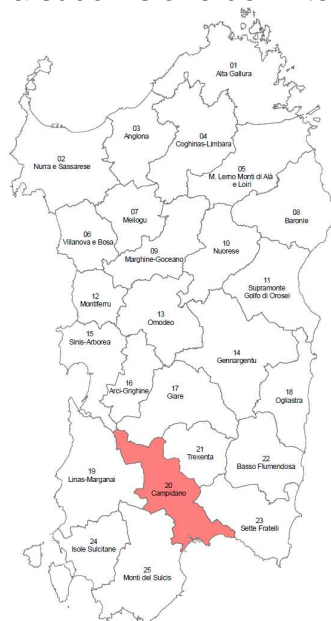 01
Alta Gallura
02
Nurra e Sassarese
03
Anglona
04
Coghinas-Limbara
05
M. Lerno Monti di Alà
e Loiri
06
Villanova e Bosa
07
Meilogu
08
Baronie
09
Marghine-Goceano
10
Nuorese
11
Supramonte
Golfo di Orosei
12
Montiferru
13
Omodeo
14
Gennargentu
15
Sinis-Arborea
16
Arci-Grighine
17
Giare
18
Ogliastra
19
Linas-Marganai
20
Campidano
21
Trexenta
22
Basso Flumendosa
23
Sette Fratelli
24
Isole Sulcitane
25
Monti del Sulcis